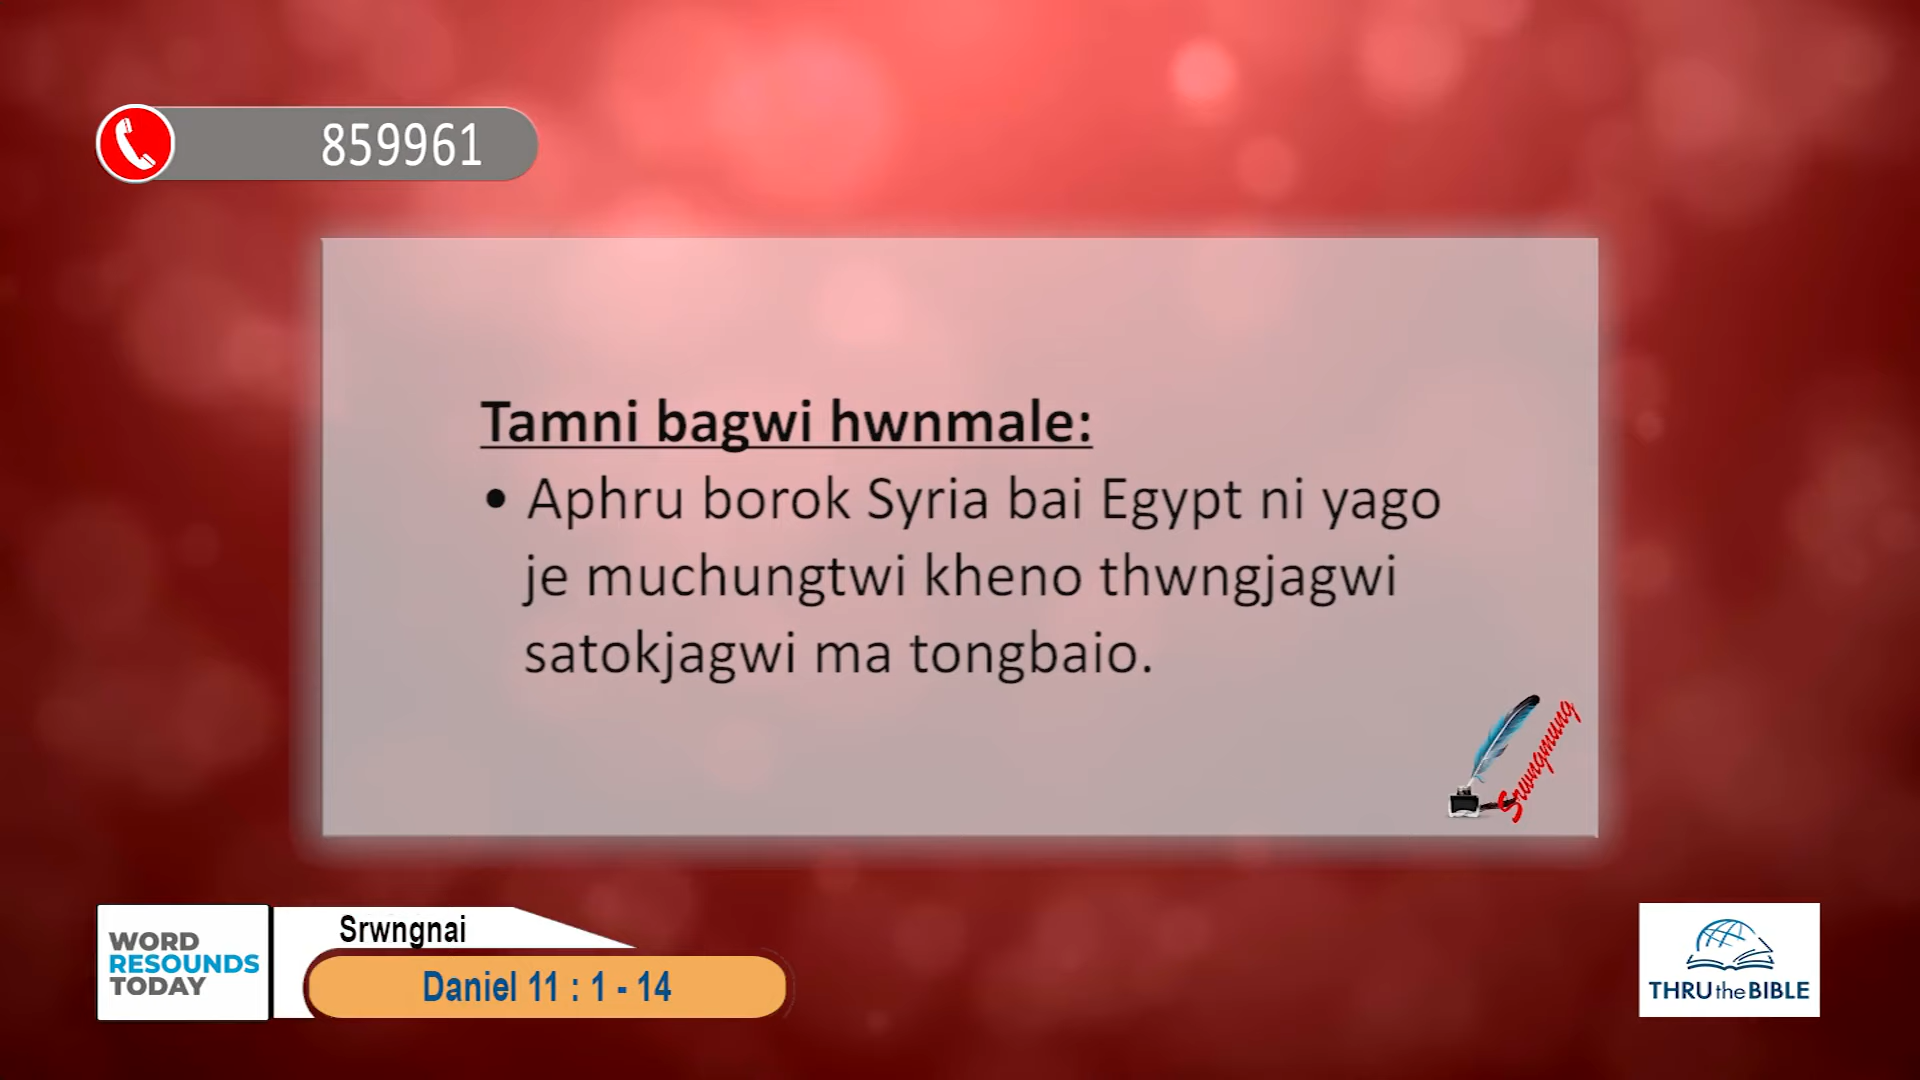 859961
Tamni bagwi hwnmale:
• Aphru borok Syria bai Egypt ni yago
je muchungtwi kheno thwngjagwi
satokjagwi ma tongbaio.
Srwngmung
WORD
RESOUNDS
TODAY
Srwngnai
Daniel 11 : 1 - 14
THRU the BIBLE